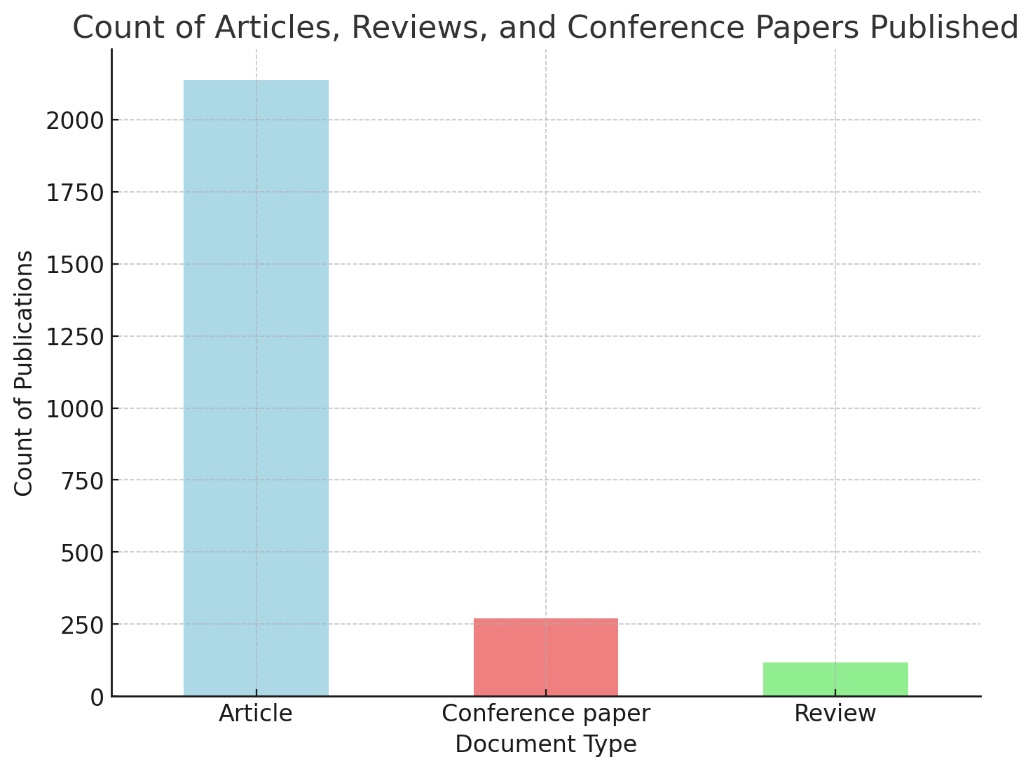 Count of Articles, Reviews, and Conference Papers Published
Count of Publications
2000
1750
1500
1250
1000
750
500
250
0
Article
Conference paper
Review
Document Type